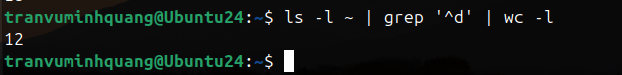 tranvuminhquang@Ubuntu24:~$ ls -l ~ | grep '^d' | wc -l
12
tranvuminhquang@Ubuntu24:~$